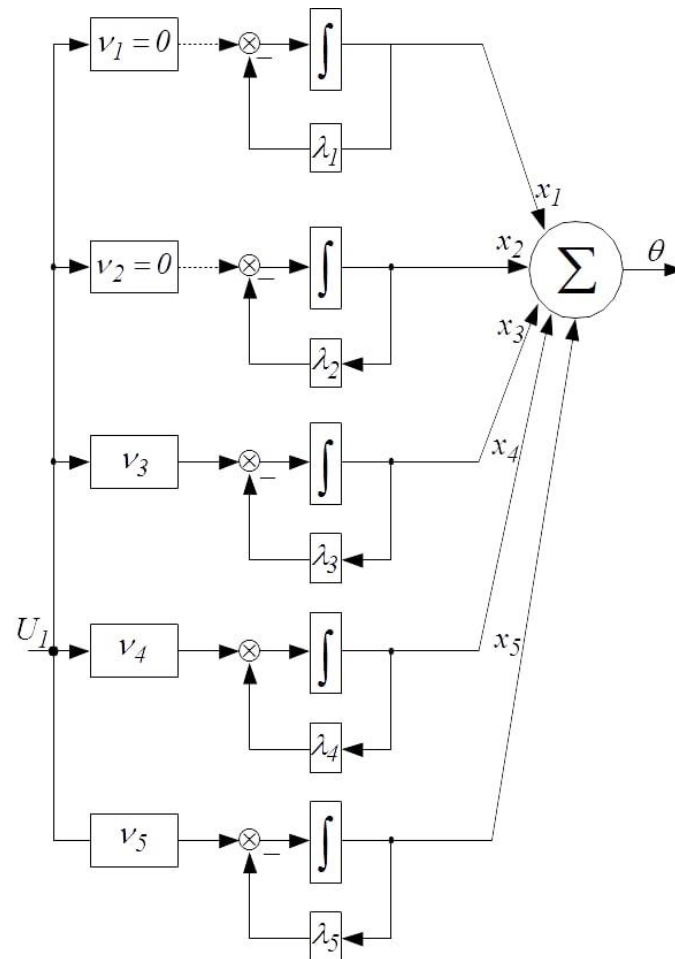 ν₁ = 0
−
∫
λ₁
x₁
ν₂ = 0
−
∫
x₂
Σ
θ
λ₂
x₃
ν₃
−
∫
x₄
λ₃
U₁
ν₄
∫
x₅
λ₄
ν₅
−
∫
λ₅